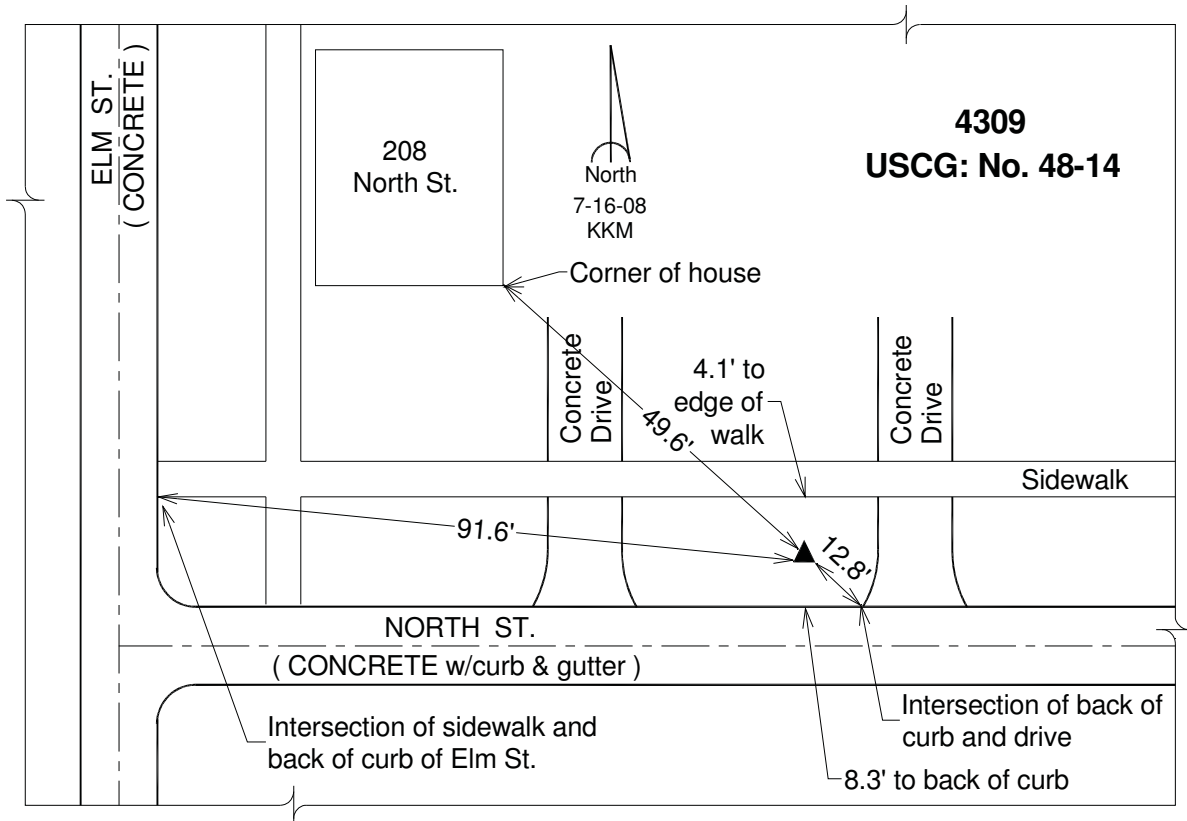 ELM ST.
( CONCRETE )
208
North St.
North
7-16-08
KKM
4309
USCG: No. 48-14
Corner of house
Concrete
Drive
4.1' to
edge of
walk
49.6'
Concrete
Drive
Sidewalk
91.6'
12.8'
NORTH ST.
( CONCRETE w/curb & gutter )
Intersection of sidewalk and
back of curb of Elm St.
Intersection of back of
curb and drive
8.3' to back of curb